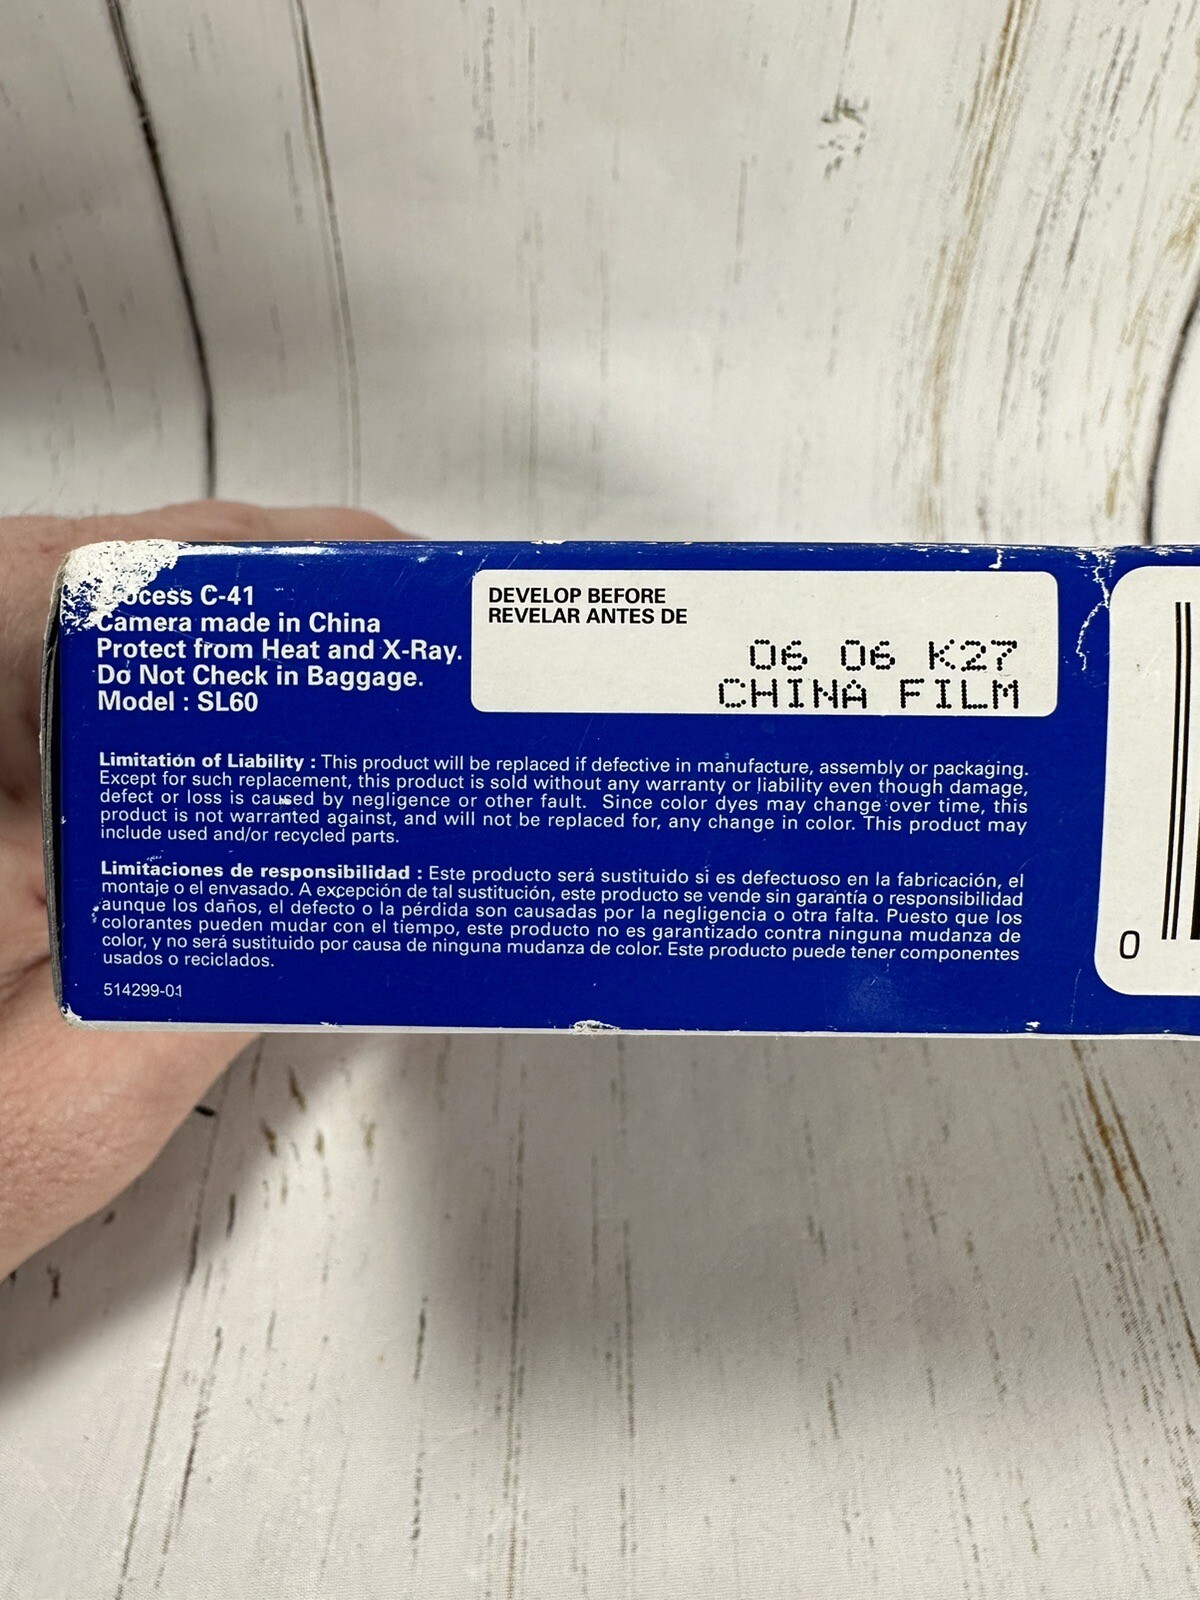 C-41
Camera made in China
Protect from Heat and X-Ray.
Do Not Check in Baggage.
Model : SL60
DEVELOP BEFORE
REVELAR ANTES DE
06 06 K27
CHINA FILM
Limitation of Liability : This product will be replaced if defective in manufacture, assembly or packaging.
Except for such replacement, this product is sold without any warranty or liability even though damage,
defect or loss is caused by negligence or other fault. Since color dyes may change over time, this
product is not warranted against, and will not be replaced for, any change in color. This product may
include used and/or recycled parts.
Limitaciones de responsibilidad : Este producto será sustituido si es defectuoso en la fabricación, el
montaje o el envasado. A excepción de tal sustitución, este producto se vende sin garantía o responsibilidad
aunque los daños, el defecto o la pérdida son causadas por la negligencia o otra falta. Puesto que los
colorantes pueden mudar con el tiempo, este producto no es garantizado contra ninguna mudanza de
color, y no será sustituido por causa de ninguna mudanza de color. Este producto puede tener componentes
usados o reciclados.
514299-01
0